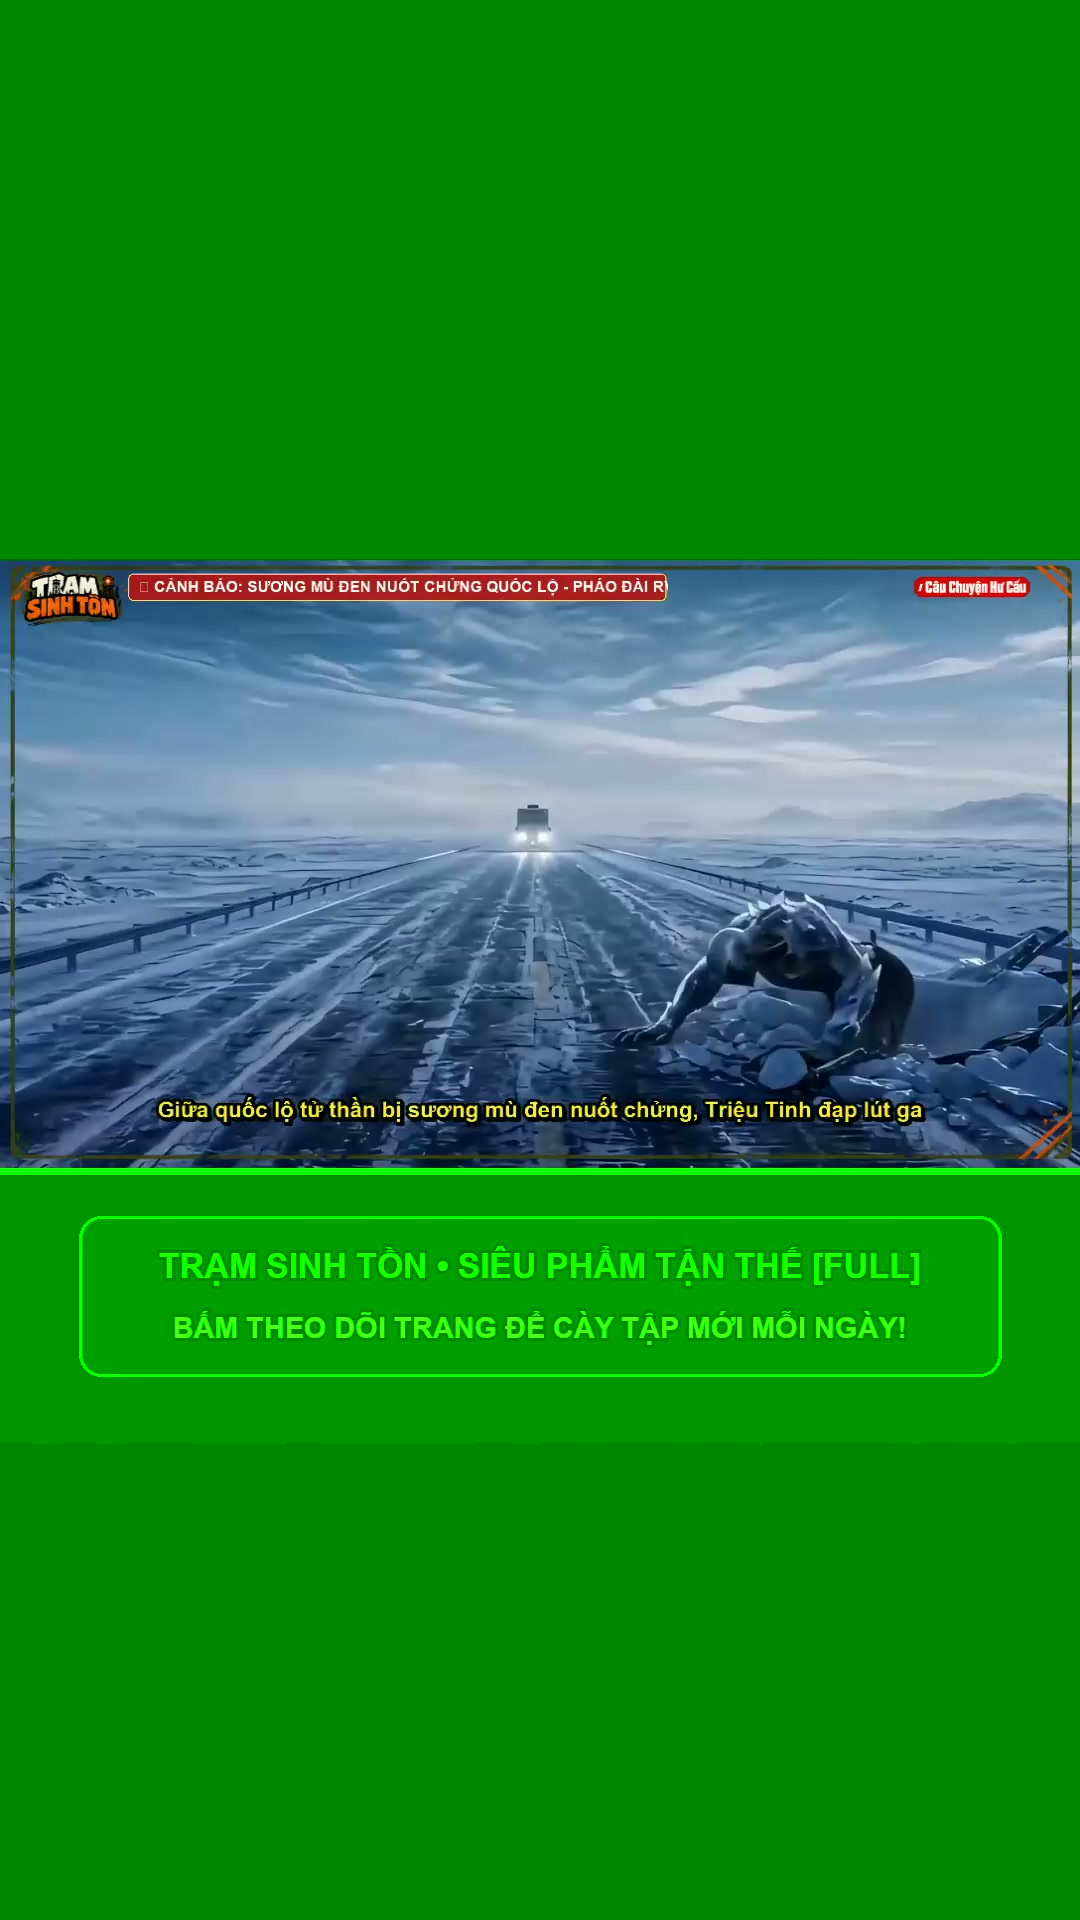 TRẠM
SINH TỒN
CẢNH BÁO: SƯƠNG MÙ ĐEN NUỐT CHỬNG QUỐC LỘ - PHÁO ĐÀI R
Câu Chuyện Hư Cấu
Giữa quốc lộ tử thần bị sương mù đen nuốt chửng, Triệu Tinh đạp lút ga
TRẠM SINH TỒN • SIÊU PHẨM TẬN THẾ [FULL]
BẤM THEO DÕI TRANG ĐỂ CÀY TẬP MỚI MỖI NGÀY!